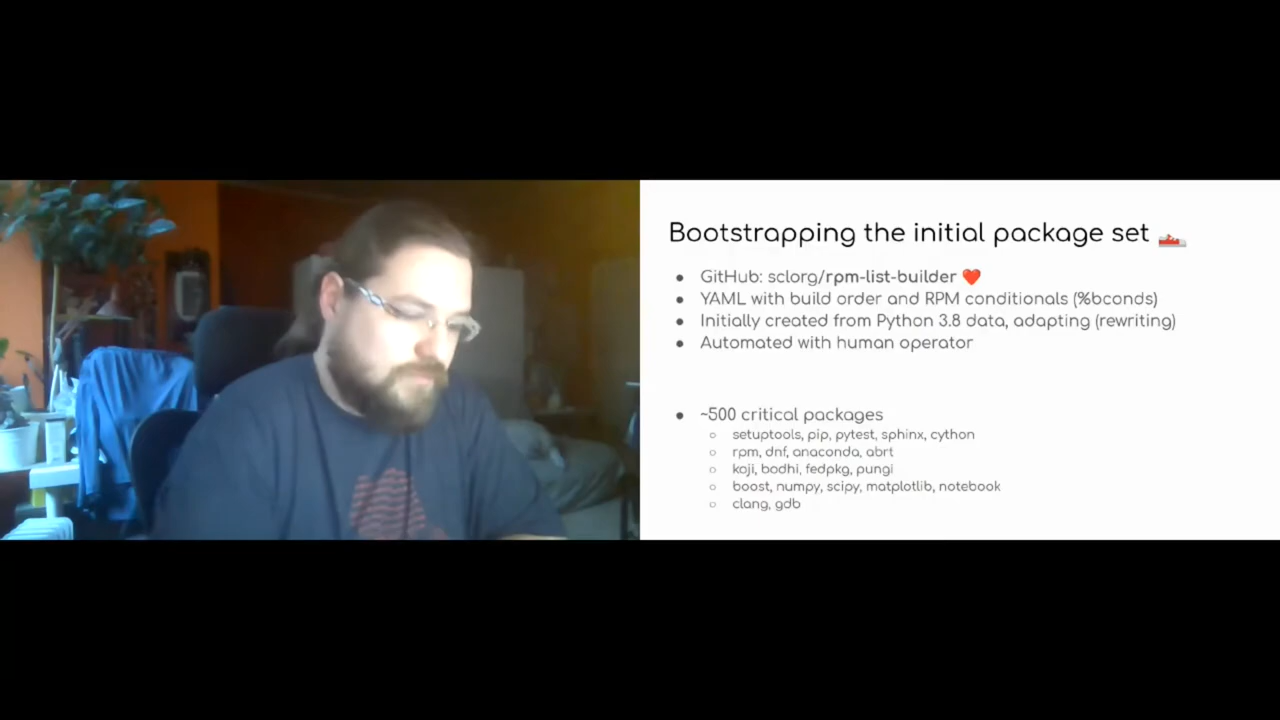 Bootstrapping the initial package set 👟
● GitHub: sclorg/rpm-list-builder ❤️
● YAML with build order and RPM conditionals (%bconds)
● Initially created from Python 3.8 data, adapting (rewriting)
● Automated with human operator
● ~500 critical packages
○ setuptools, pip, pytest, sphinx, cython
○ rpm, dnf, anaconda, abrt
○ koji, bodhi, fedpkg, pungi
○ boost, numpy, scipy, matplotlib, notebook
○ clang, gdb